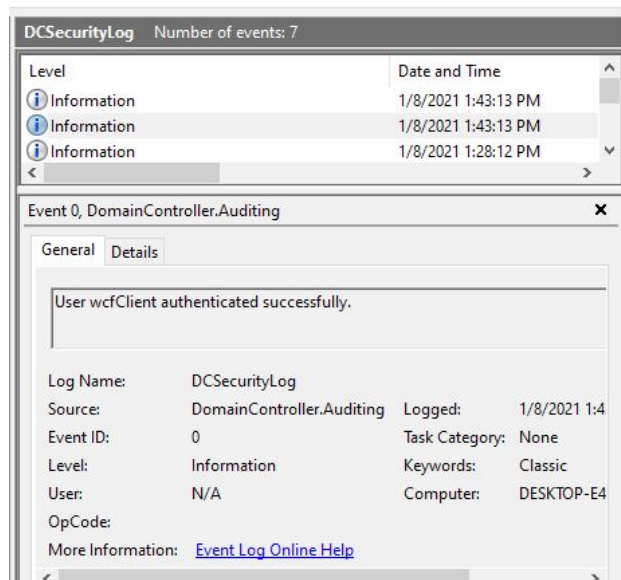 DCSecurityLog Number of events: 7
Level Date and Time
Information 1/8/2021 1:43:13 PM
Information 1/8/2021 1:43:13 PM
Information 1/8/2021 1:28:12 PM
Event 0, DomainController.Auditing
General Details
User wcfClient authenticated successfully.
Log Name: DCSecurityLog
Source: DomainController.Auditing Logged: 1/8/2021 1:4
Event ID: 0 Task Category: None
Level: Information Keywords: Classic
User: N/A Computer: DESKTOP-E4
OpCode:
More Information: Event Log Online Help